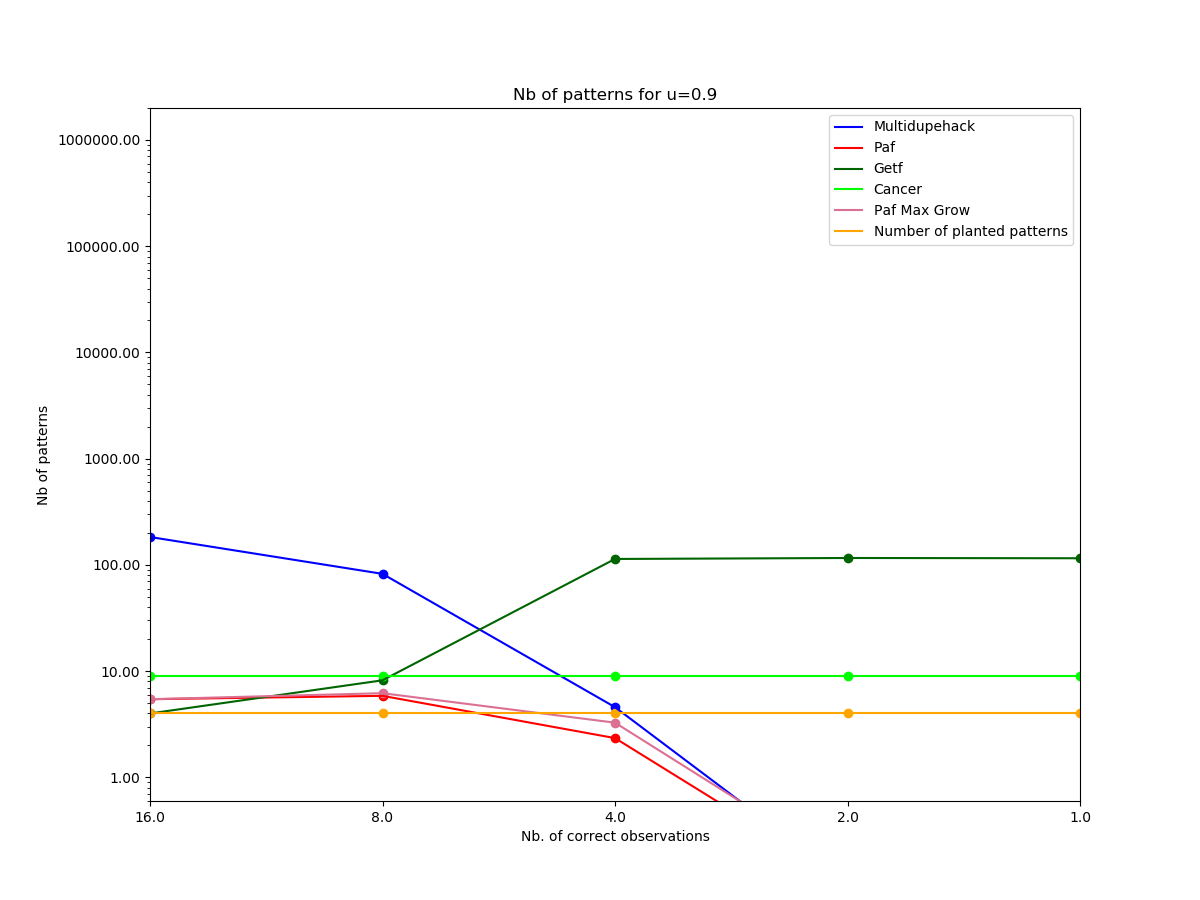 Nb of patterns for u=0.9
Multidupehack
Paf
Getf
Cancer
Paf Max Grow
Number of planted patterns
1000000.00
100000.00
10000.00
1000.00
100.00
10.00
1.00
Nb of patterns
16.0 8.0 4.0 2.0 1.0
Nb. of correct observations